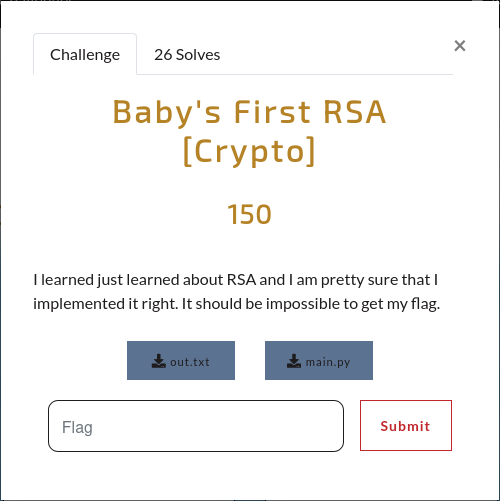 Challenge
26 Solves
×
Baby's First RSA
[Crypto]
150
I learned just learned about RSA and I am pretty sure that I
implemented it right. It should be impossible to get my flag.
out.txt
main.py
Flag
Submit